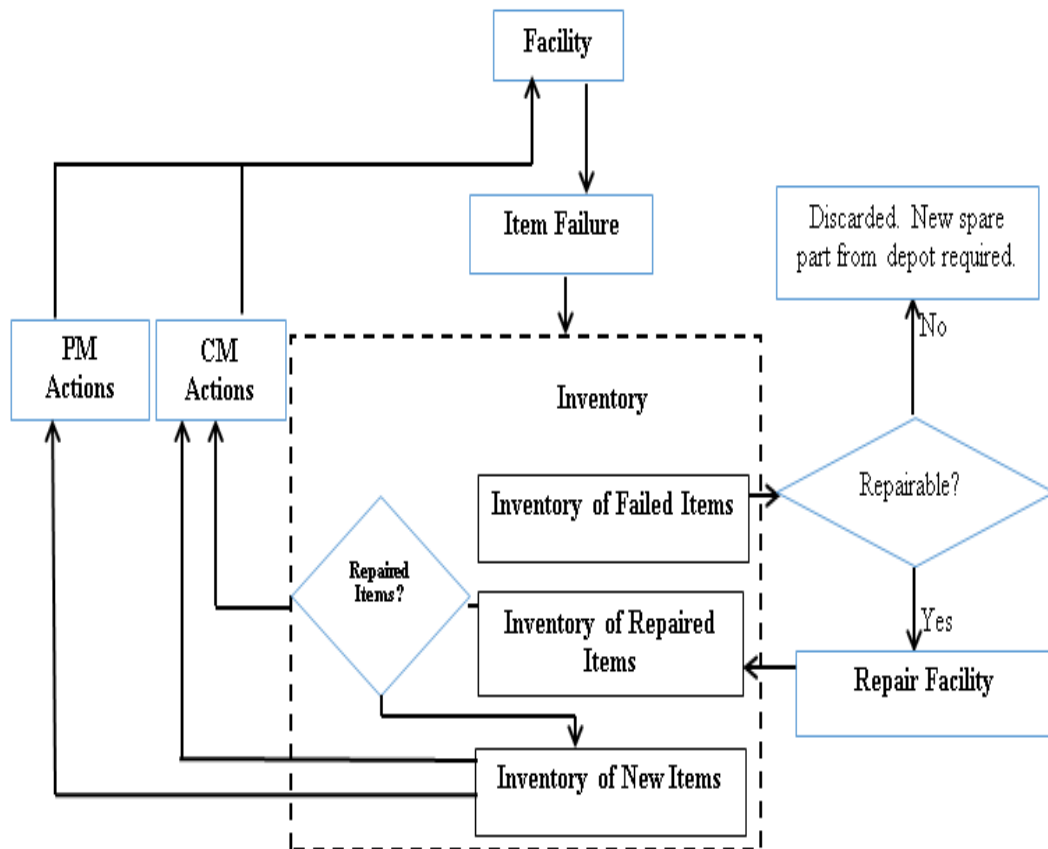 Facility
Item Failure
Discarded. New spare
part from depot required.
No
PM
Actions
CM
Actions
Inventory
Inventory of Failed Items
Repairable?
Repaired
Items?
Inventory of Repaired
Items
Yes
Repair Facility
Inventory of New Items